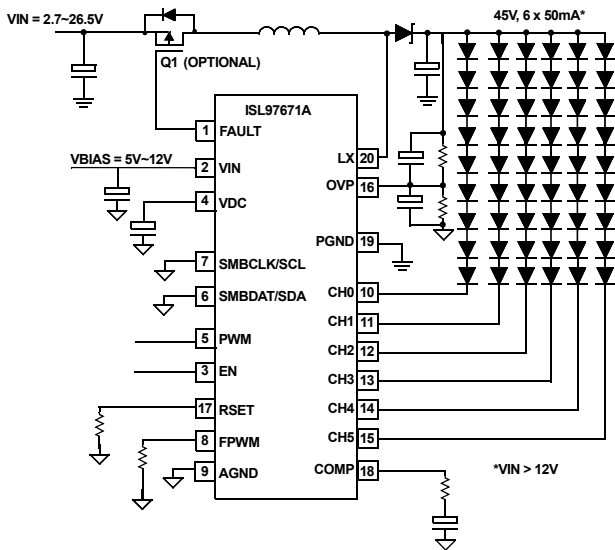 VIN = 2.7~26.5V
45V, 6 x 50mA*
Q1 (OPTIONAL)
ISL97671A
1 FAULT
LX 20
VBIAS = 5V~12V
2 VIN
OVP 16
4 VDC
PGND 19
7 SMBCLK/SCL
6 SMBDAT/SDA
CH0 10
CH1 11
5 PWM
CH2 12
3 EN
CH3 13
17 RSET
CH4 14
8 FPWM
CH5 15
9 AGND
COMP 18
*VIN > 12V